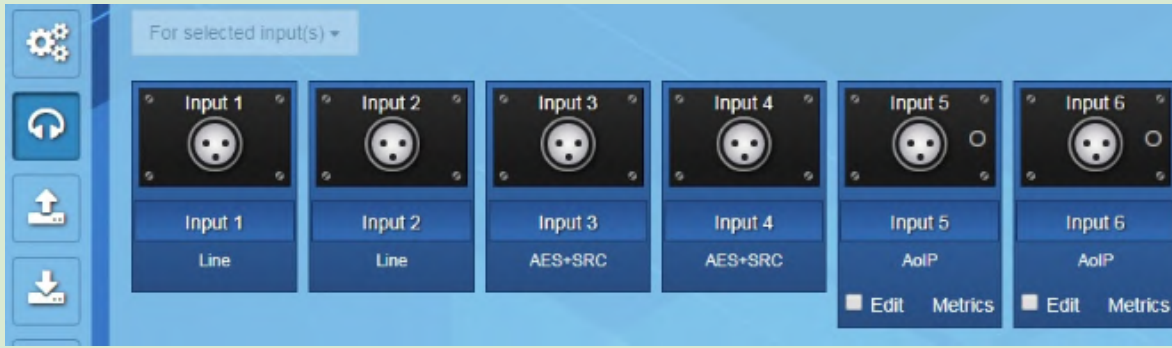 For selected input(s)
Input 1 Input 2 Input 3 Input 4 Input 5 Input 6
Input 1 Input 2 Input 3 Input 4 Input 5 Input 6
Line Line AES+SRC AES+SRC AoIP AoIP
Edit Metrics Edit Metrics